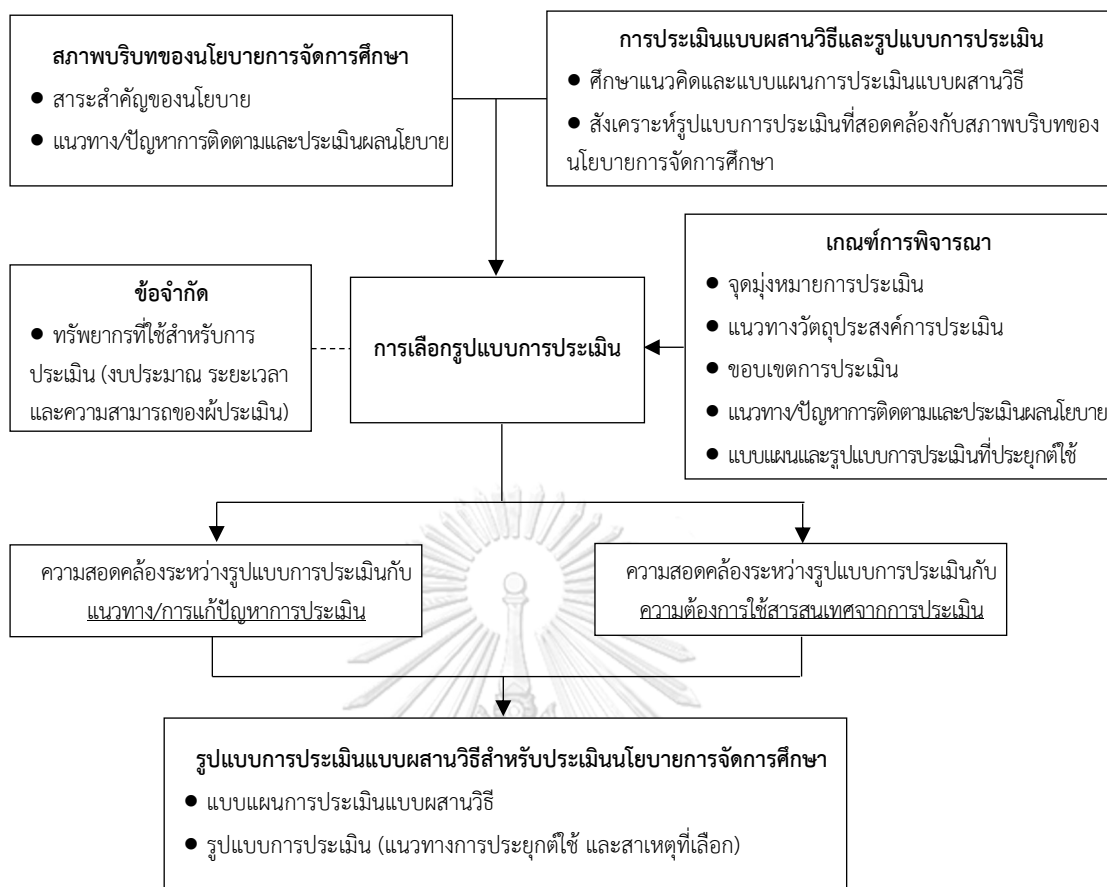 สภาพบริบทของนโยบายการจัดการศึกษา
● สาระสำคัญของนโยบาย
● แนวทาง/ปัญหาการติดตามและประเมินผลนโยบาย
การประเมินแบบผสานวิธีและรูปแบบการประเมิน
● ศึกษาแนวคิดและแบบแผนการประเมินแบบผสานวิธี
● สังเคราะห์รูปแบบการประเมินที่สอดคล้องกับสภาพบริบทของ
นโยบายการจัดการศึกษา
ข้อจำกัด
● ทรัพยากรที่ใช้สำหรับการ
ประเมิน (งบประมาณ ระยะเวลา
และความสามารถของผู้ประเมิน)
การเลือกรูปแบบการประเมิน
เกณฑ์การพิจารณา
● จุดมุ่งหมายการประเมิน
● แนวทางวัตถุประสงค์การประเมิน
● ขอบเขตการประเมิน
● แนวทาง/ปัญหาการติดตามและประเมินผลนโยบาย
● แบบแผนและรูปแบบการประเมินที่ประยุกต์ใช้
ความสอดคล้องระหว่างรูปแบบการประเมินกับ
แนวทาง/การแก้ปัญหาการประเมิน
ความสอดคล้องระหว่างรูปแบบการประเมินกับ
ความต้องการใช้สารสนเทศจากการประเมิน
รูปแบบการประเมินแบบผสานวิธีสำหรับประเมินนโยบายการจัดการศึกษา
● แบบแผนการประเมินแบบผสานวิธี
● รูปแบบการประเมิน (แนวทางการประยุกต์ใช้ และสาเหตุที่เลือก)